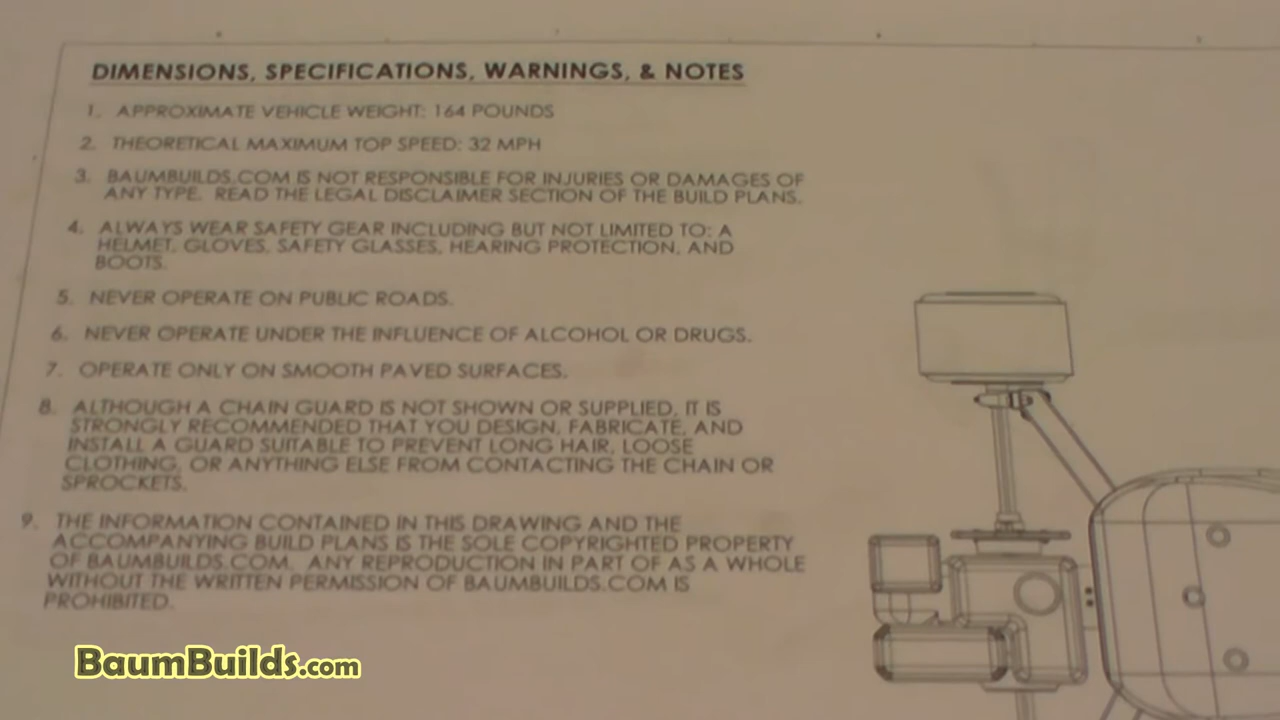 DIMENSIONS, SPECIFICATIONS, WARNINGS, & NOTES
1. APPROXIMATE VEHICLE WEIGHT: 164 POUNDS
2. THEORETICAL MAXIMUM TOP SPEED: 32 MPH
3. BAUMBUILDS.COM IS NOT RESPONSIBLE FOR INJURIES OR DAMAGES OF
ANY TYPE. READ THE LEGAL DISCLAIMER SECTION OF THE BUILD PLANS.
4. ALWAYS WEAR SAFETY GEAR INCLUDING BUT NOT LIMITED TO: A
HELMET, GLOVES, SAFETY GLASSES, HEARING PROTECTION, AND
BOOTS.
5. NEVER OPERATE ON PUBLIC ROADS.
6. NEVER OPERATE UNDER THE INFLUENCE OF ALCOHOL OR DRUGS.
7. OPERATE ONLY ON SMOOTH PAVED SURFACES.
8. ALTHOUGH A CHAIN GUARD IS NOT SHOWN OR SUPPLIED, IT IS
STRONGLY RECOMMENDED THAT YOU DESIGN, FABRICATE, AND
INSTALL A GUARD SUITABLE TO PREVENT LONG HAIR, LOOSE
CLOTHING, OR ANYTHING ELSE FROM CONTACTING THE CHAIN OR
SPROCKETS.
9. THE INFORMATION CONTAINED IN THIS DRAWING AND THE
ACCOMPANYING BUILD PLANS IS THE SOLE COPYRIGHTED PROPERTY
OF BAUMBUILDS.COM. ANY REPRODUCTION IN PART OF AS A WHOLE
WITHOUT THE WRITTEN PERMISSION OF BAUMBUILDS.COM IS
PROHIBITED.
BaumBuilds.com